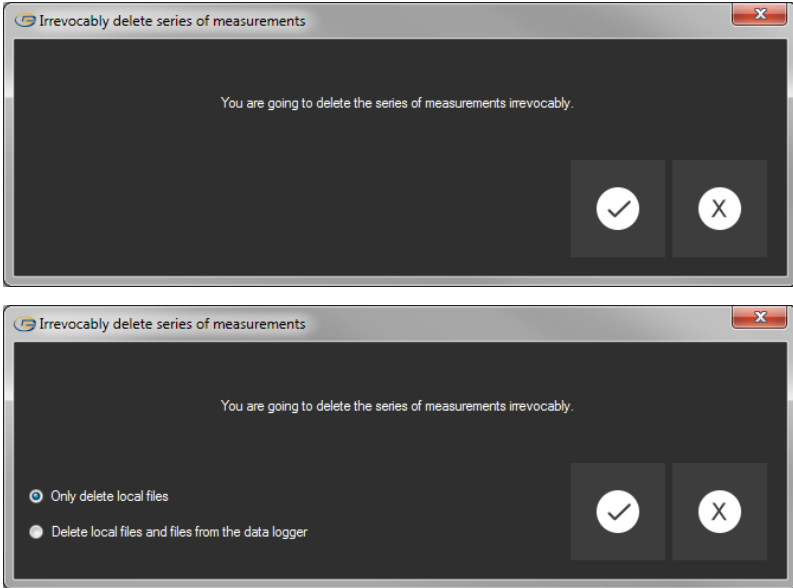 Irrevocably delete series of measurements
x
You are going to delete the series of measurements irrevocably.
X
Irrevocably delete series of measurements
x
You are going to delete the series of measurements irrevocably.
Only delete local files
Delete local files and files from the data logger
X